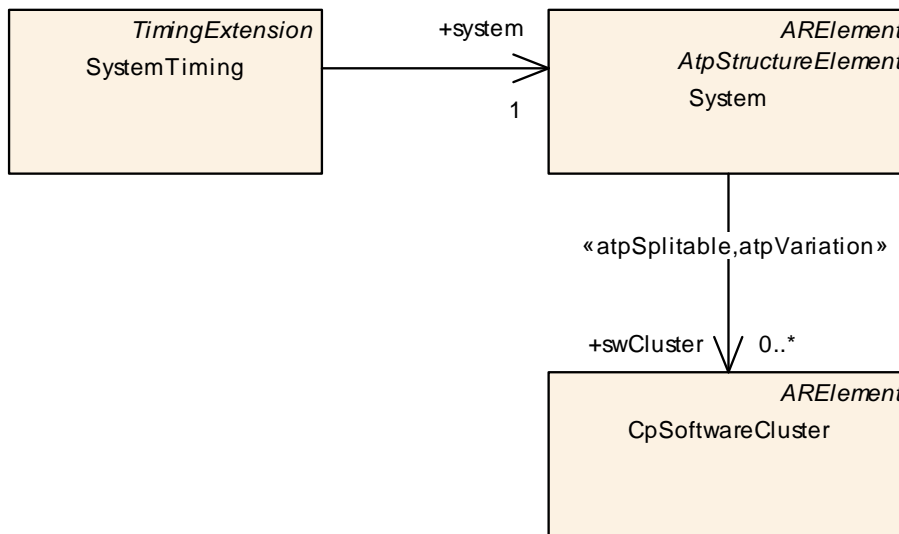 TimingExtension
SystemTiming
+system
1
ARElement
AtpStructureElement
System
«atpSplitable,atpVariation»
+swCluster
0..*
ARElement
CpSoftwareCluster